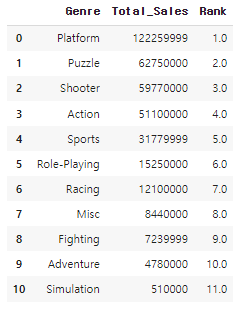 Genre Total_Sales Rank
0 Platform 122259999 1.0
1 Puzzle 62750000 2.0
2 Shooter 59770000 3.0
3 Action 51100000 4.0
4 Sports 31779999 5.0
5 Role-Playing 15250000 6.0
6 Racing 12100000 7.0
7 Misc 8440000 8.0
8 Fighting 7239999 9.0
9 Adventure 4780000 10.0
10 Simulation 510000 11.0